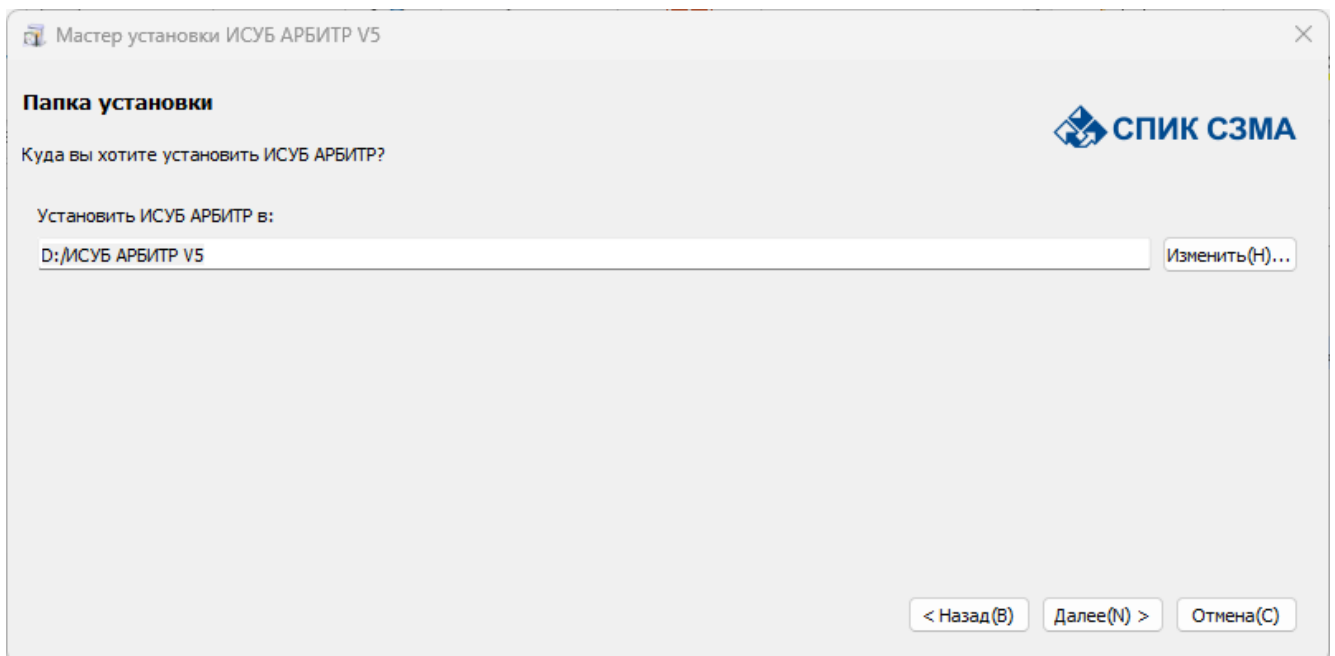 Мастер установки ИСУБ АРБИТР V5
Папка установки
СПИК СЗМА
Куда вы хотите установить ИСУБ АРБИТР?
Установить ИСУБ АРБИТР в:
D:/ИСУБ АРБИТР V5
Изменить(H)...
< Назад(B)
Далее(N) >
Отмена(C)